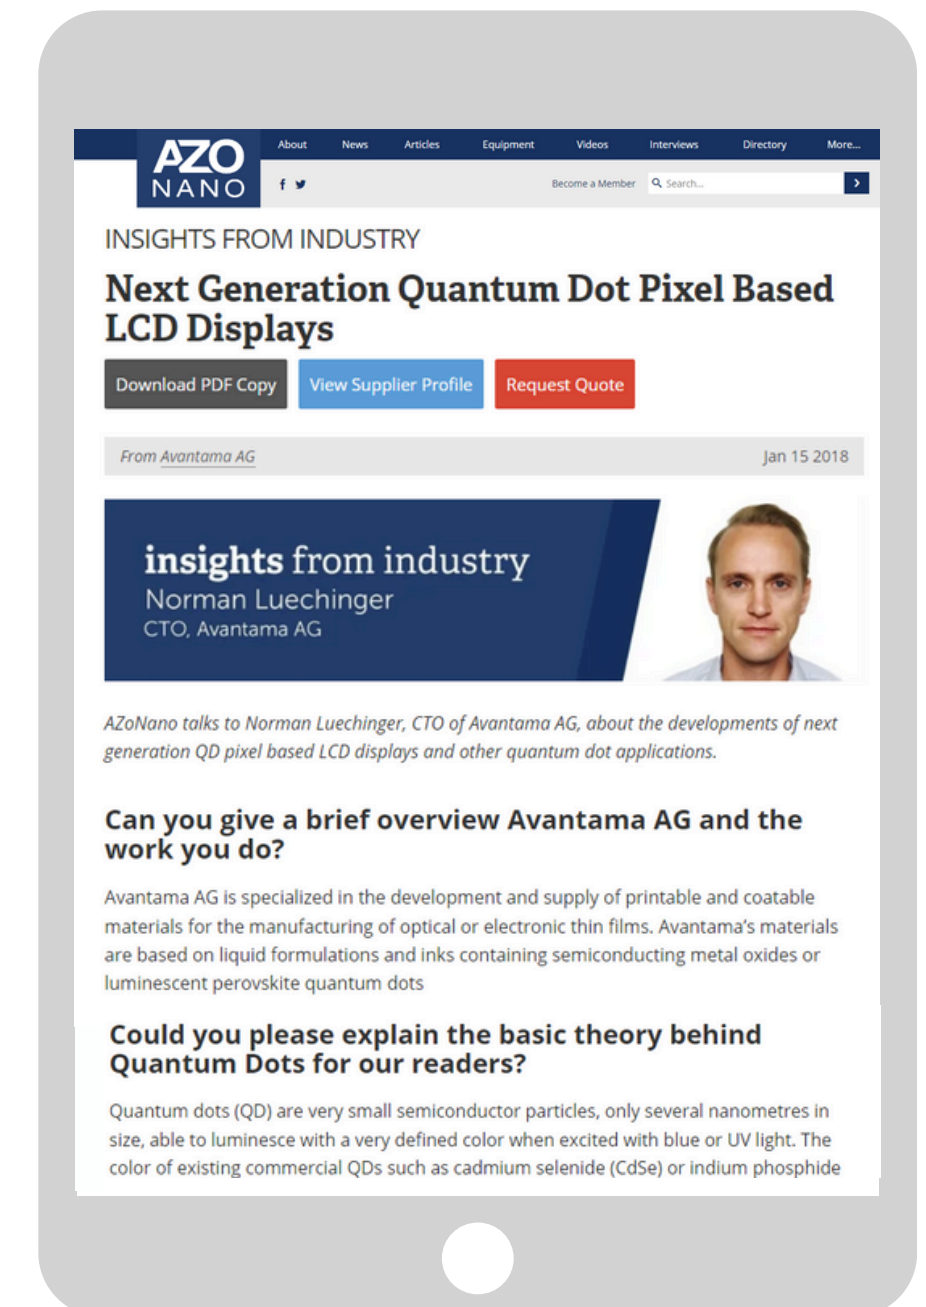 AZO
NANO
About News Articles Equipment Videos Interviews Directory More...
f Become a Member Search...
INSIGHTS FROM INDUSTRY
Next Generation Quantum Dot Pixel Based
LCD Displays
Download PDF Copy View Supplier Profile Request Quote
From Avantama AG Jan 15 2018
insights from industry
Norman Luechinger
CTO, Avantama AG
AZoNano talks to Norman Luechinger, CTO of Avantama AG, about the developments of next
generation QD pixel based LCD displays and other quantum dot applications.
Can you give a brief overview Avantama AG and the
work you do?
Avantama AG is specialized in the development and supply of printable and coatable
materials for the manufacturing of optical or electronic thin films. Avantama's materials
are based on liquid formulations and inks containing semiconducting metal oxides or
luminescent perovskite quantum dots
Could you please explain the basic theory behind
Quantum Dots for our readers?
Quantum dots (QD) are very small semiconductor particles, only several nanometres in
size, able to luminesce with a very defined color when excited with blue or UV light. The
color of existing commercial QDs such as cadmium selenide (CdSe) or indium phosphide